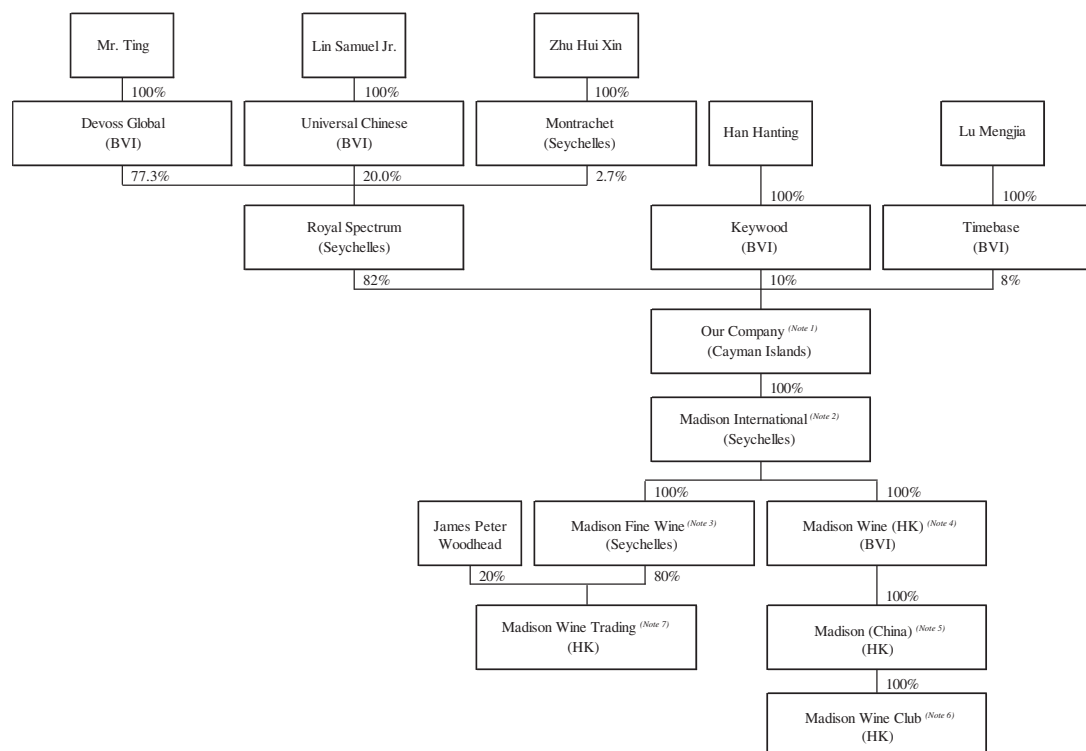 Mr. Ting
Lin Samuel Jr.
Zhu Hui Xin
100%
100%
100%
Devoss Global
(BVI)
Universal Chinese
(BVI)
Montrachet
(Seychelles)
Han Hanting
Lu Mengjia
77.3%
20.0%
2.7%
100%
100%
Royal Spectrum
(Seychelles)
Keywood
(BVI)
Timebase
(BVI)
82%
10%
8%
Our Company (Note 1)
(Cayman Islands)
100%
Madison International (Note 2)
(Seychelles)
100%
100%
James Peter
Woodhead
Madison Fine Wine (Note 3)
(Seychelles)
Madison Wine (HK) (Note 4)
(BVI)
20%
80%
100%
Madison Wine Trading (Note 7)
(HK)
Madison (China) (Note 5)
(HK)
100%
Madison Wine Club (Note 6)
(HK)